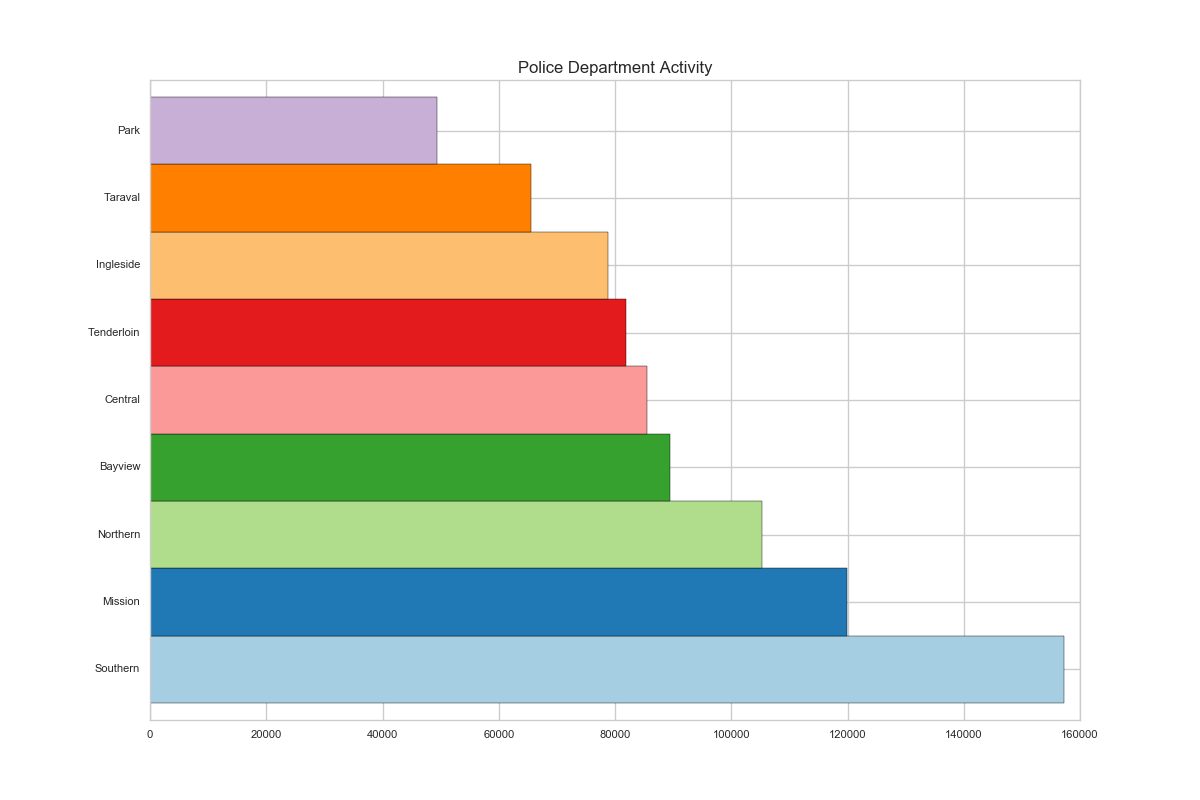 Police Department Activity
Park
Taraval
Ingleside
Tenderloin
Central
Bayview
Northern
Mission
Southern
0 20000 40000 60000 80000 100000 120000 140000 160000